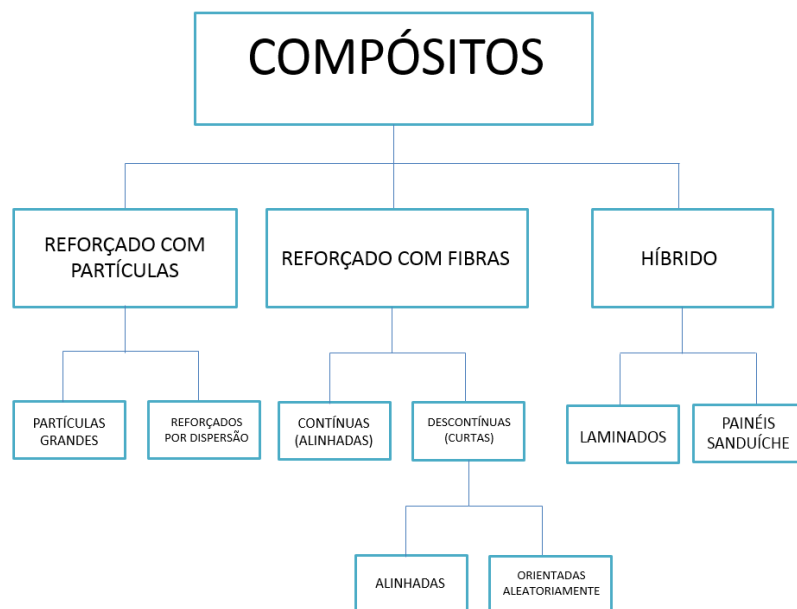 COMPÓSITOS
REFORÇADO COM
PARTÍCULAS
REFORÇADO COM FIBRAS
HÍBRIDO
PARTÍCULAS
GRANDES
REFORÇADOS
POR DISPERSÃO
CONTÍNUAS
(ALINHADAS)
DESCONTÍNUAS
(CURTAS)
LAMINADOS
PAINÉIS
SANDUÍCHE
ALINHADAS
ORIENTADAS
ALEATORIAMENTE